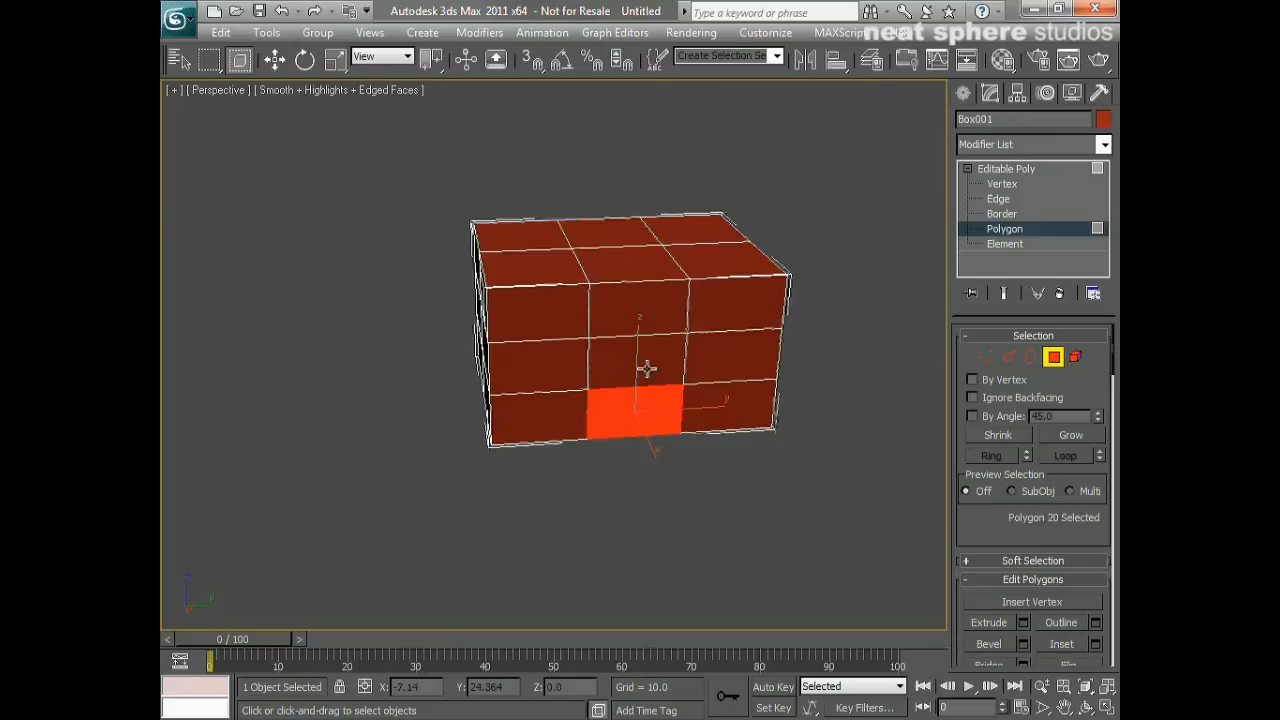 Autodesk 3ds Max 2011 x64 - Not for Resale Untitled
Type a keyword or phrase
Edit Tools Group Views Create Modifiers Animation Graph Editors Rendering Customize MAXScri
neat sphere studios
View
3
Create Selection Se
[ + ] [ Perspective ] [ Smooth + Highlights + Edged Faces ]
Box001
Modifier List
Editable Poly
Vertex
Edge
Border
Polygon
Element
Selection
By Vertex
Ignore Backfacing
By Angle: 45.0
Shrink Grow
Ring Loop
Preview Selection
Off SubObj Multi
Polygon 20 Selected
Soft Selection
Edit Polygons
Insert Vertex
Extrude Outline
Bevel Inset
z
y
x
0 / 100
0 10 20 30 40 50 60 70 80 90 100
1 Object Selected X: -7.14 Y: 24.364 Z: 0.0 Grid = 10.0 Auto Key Selected
Click or click-and-drag to select objects Add Time Tag Set Key Key Filters... 0